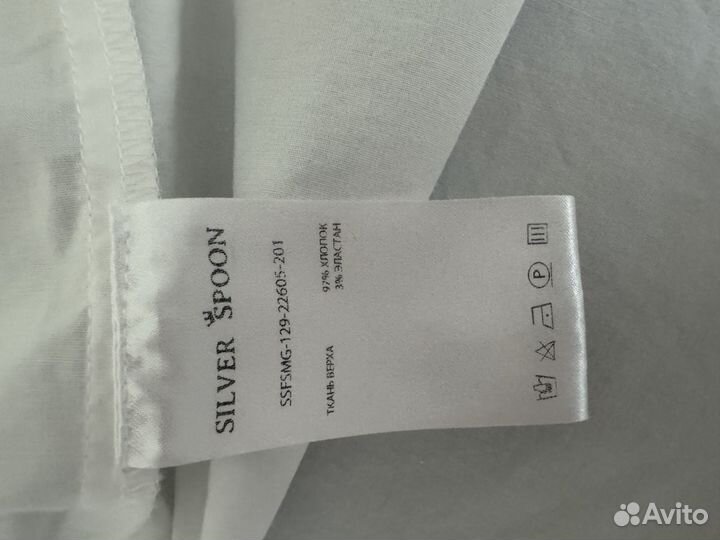 SILVER SPOON
SSFSMG-129-22605-201
ТКАНЬ ВЕРХА 97% ХЛОПОК
3% ЭЛАСТАН
P
Avito